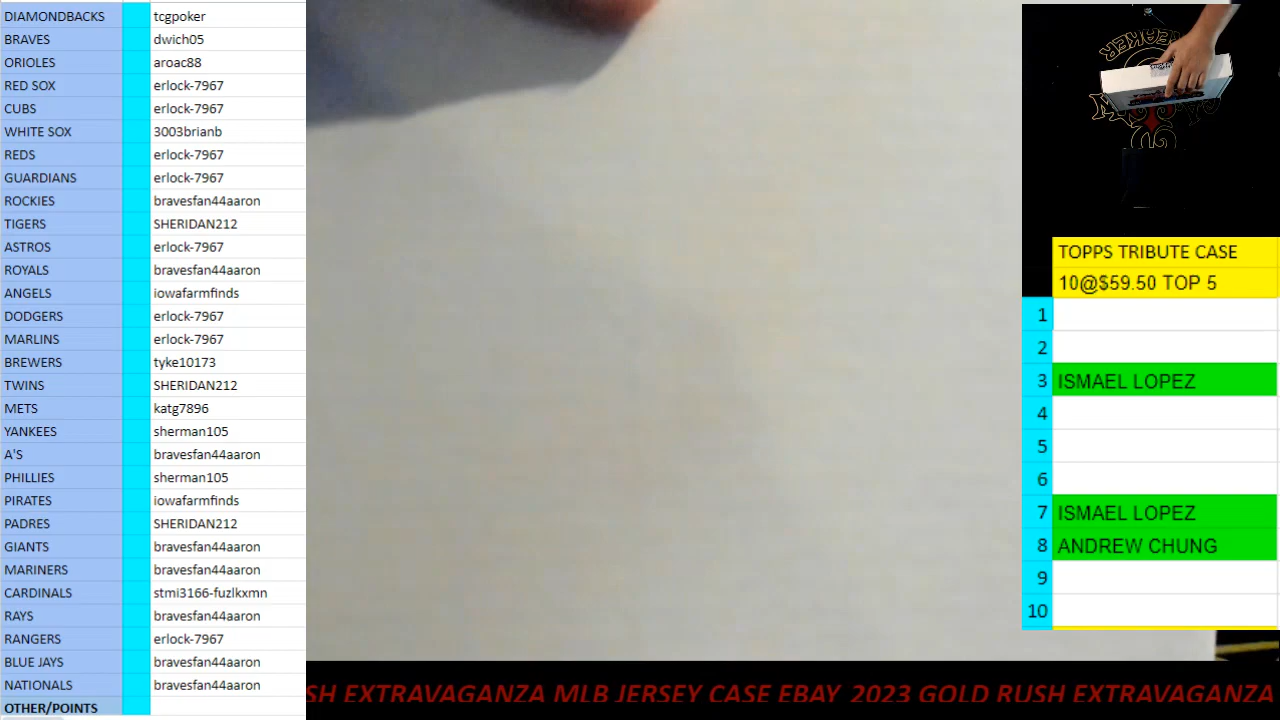 DIAMONDBACKS tcgpoker
BRAVES dwich05
ORIOLES aroac88
RED SOX erlock-7967
CUBS erlock-7967
WHITE SOX 3003brianb
REDS erlock-7967
GUARDIANS erlock-7967
ROCKIES bravesfan44aaron
TIGERS SHERIDAN212
ASTROS erlock-7967
ROYALS bravesfan44aaron
ANGELS iowafarmfinds
DODGERS erlock-7967
MARLINS erlock-7967
BREWERS tyke10173
TWINS SHERIDAN212
METS katg7896
YANKEES sherman105
A'S bravesfan44aaron
PHILLIES sherman105
PIRATES iowafarmfinds
PADRES SHERIDAN212
GIANTS bravesfan44aaron
MARINERS bravesfan44aaron
CARDINALS stmi3166-fuzlkxmn
RAYS bravesfan44aaron
RANGERS erlock-7967
BLUE JAYS bravesfan44aaron
NATIONALS bravesfan44aaron
OTHER/POINTS
TOPPS TRIBUTE CASE
10@$59.50 TOP 5
1
2
3 ISMAEL LOPEZ
4
5
6
7 ISMAEL LOPEZ
8 ANDREW CHUNG
9
10
SH EXTRAVAGANZA MLB JERSEY CASE EBAY 2023 GOLD RUSH EXTRAVAGANZA